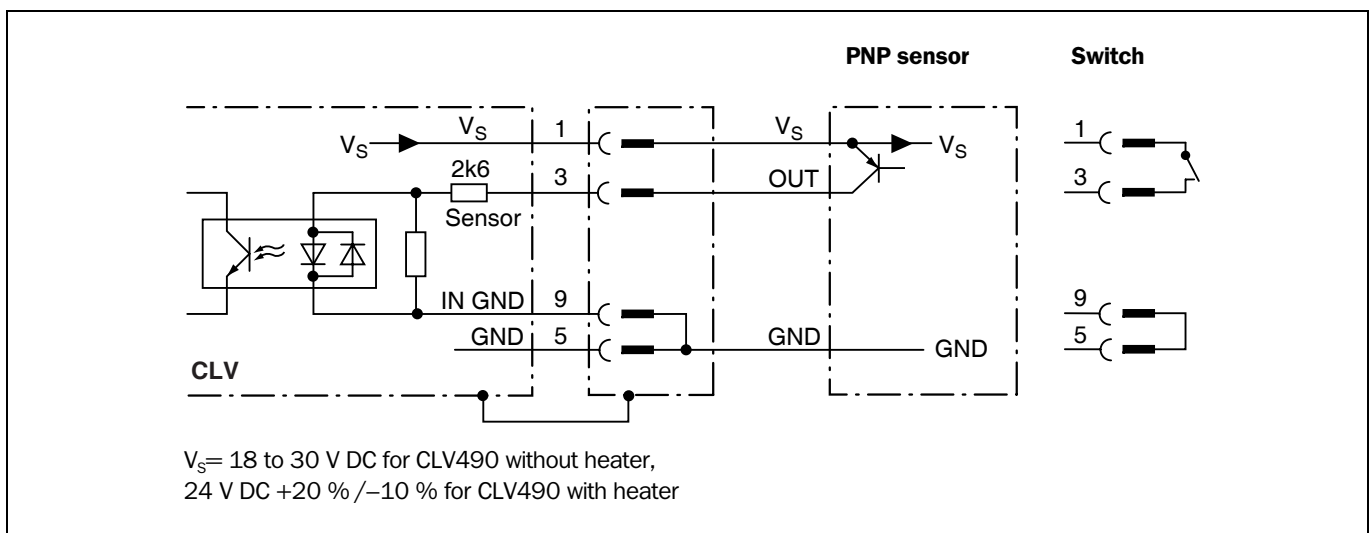 PNP sensor Switch
V_S V_S 1 V_S V_S 1
2k6 3 OUT 3
Sensor
IN GND 9 9
GND 5 GND GND 5
CLV
V_S= 18 to 30 V DC for CLV490 without heater,
24 V DC +20 % /–10 % for CLV490 with heater